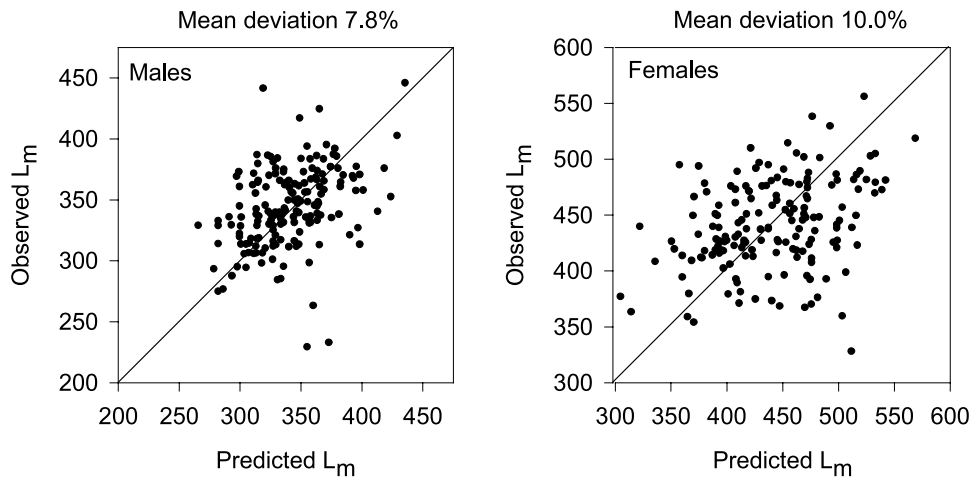 Mean deviation 7.8%
Males
Observed Lm
450
400
350
300
250
200
200 250 300 350 400 450
Predicted Lm
Mean deviation 10.0%
Females
Observed Lm
600
550
500
450
400
350
300
300 350 400 450 500 550 600
Predicted Lm